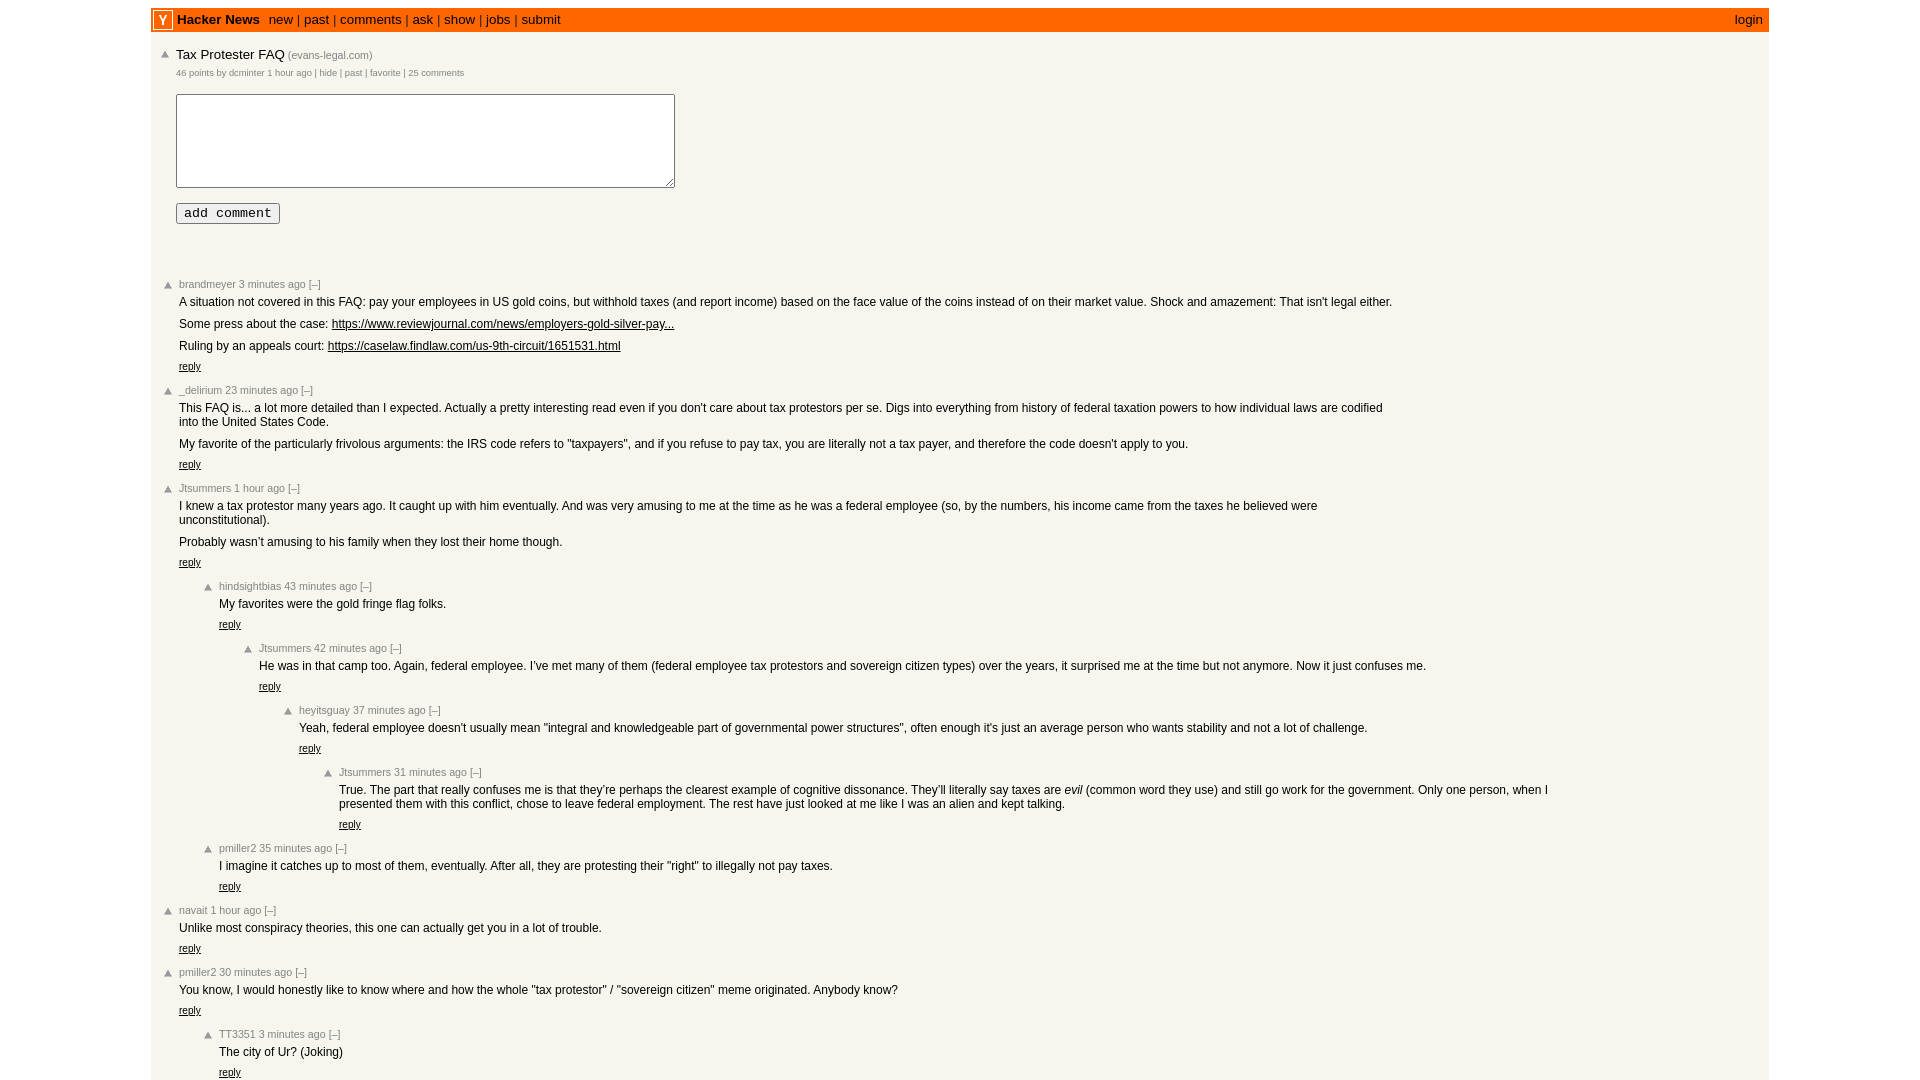 Y Hacker News new | past | comments | ask | show | jobs | submit login
Tax Protester FAQ (evans-legal.com)
46 points by dcminter 1 hour ago | hide | past | favorite | 25 comments
add comment
brandmeyer 3 minutes ago [–]
A situation not covered in this FAQ: pay your employees in US gold coins, but withhold taxes (and report income) based on the face value of the coins instead of on their market value. Shock and amazement: That isn't legal either.
Some press about the case: https://www.reviewjournal.com/news/employers-gold-silver-pay...
Ruling by an appeals court: https://caselaw.findlaw.com/us-9th-circuit/1651531.html
reply
_delirium 23 minutes ago [–]
This FAQ is... a lot more detailed than I expected. Actually a pretty interesting read even if you don't care about tax protestors per se. Digs into everything from history of federal taxation powers to how individual laws are codified
into the United States Code.
My favorite of the particularly frivolous arguments: the IRS code refers to "taxpayers", and if you refuse to pay tax, you are literally not a tax payer, and therefore the code doesn't apply to you.
reply
Jtsummers 1 hour ago [–]
I knew a tax protestor many years ago. It caught up with him eventually. And was very amusing to me at the time as he was a federal employee (so, by the numbers, his income came from the taxes he believed were
unconstitutional).
Probably wasn’t amusing to his family when they lost their home though.
reply
hindsightbias 43 minutes ago [–]
My favorites were the gold fringe flag folks.
reply
Jtsummers 42 minutes ago [–]
He was in that camp too. Again, federal employee. I’ve met many of them (federal employee tax protestors and sovereign citizen types) over the years, it surprised me at the time but not anymore. Now it just confuses me.
reply
heyitsguay 37 minutes ago [–]
Yeah, federal employee doesn't usually mean "integral and knowledgeable part of governmental power structures", often enough it's just an average person who wants stability and not a lot of challenge.
reply
Jtsummers 31 minutes ago [–]
True. The part that really confuses me is that they’re perhaps the clearest example of cognitive dissonance. They’ll literally say taxes are evil (common word they use) and still go work for the government. Only one person, when I
presented them with this conflict, chose to leave federal employment. The rest have just looked at me like I was an alien and kept talking.
reply
pmiller2 35 minutes ago [–]
I imagine it catches up to most of them, eventually. After all, they are protesting their "right" to illegally not pay taxes.
reply
navait 1 hour ago [–]
Unlike most conspiracy theories, this one can actually get you in a lot of trouble.
reply
pmiller2 30 minutes ago [–]
You know, I would honestly like to know where and how the whole "tax protestor" / "sovereign citizen" meme originated. Anybody know?
reply
TT3351 3 minutes ago [–]
The city of Ur? (Joking)
reply